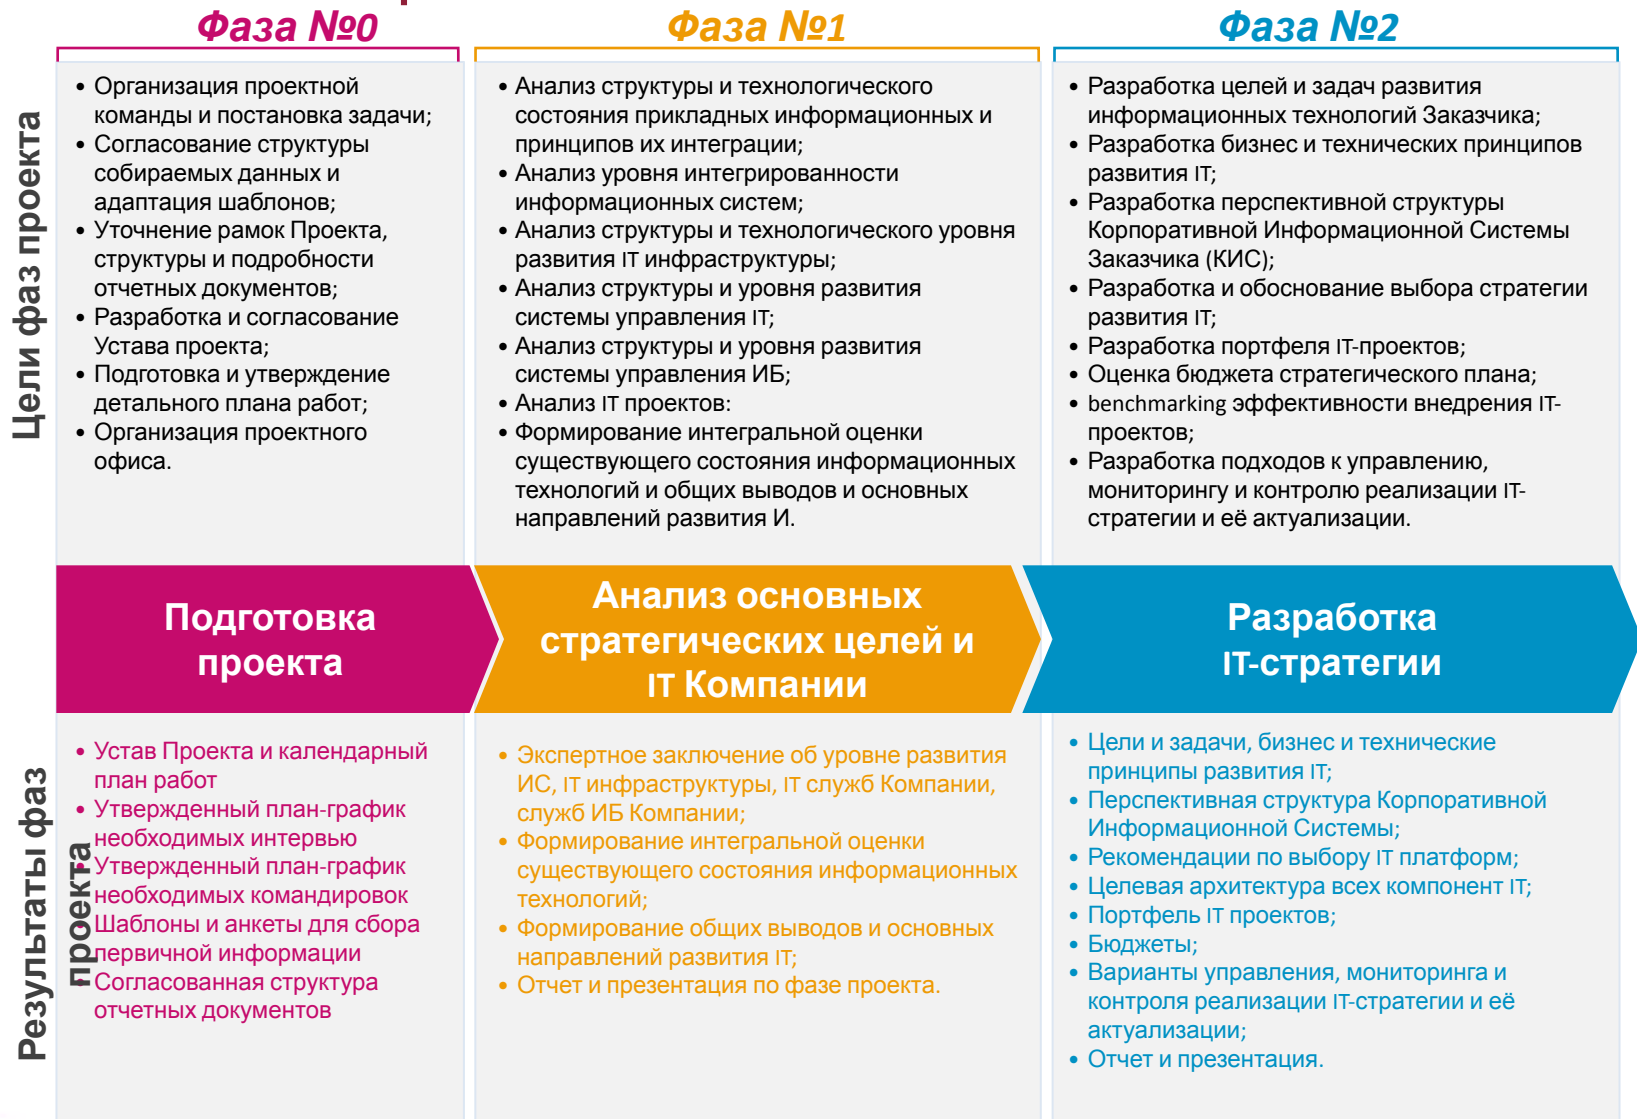 Фаза №0
Фаза №1
Фаза №2
Цели фаз проекта
• Организация проектной
команды и постановка задачи;
• Согласование структуры
собираемых данных и
адаптация шаблонов;
• Уточнение рамок Проекта,
структуры и подробности
отчетных документов;
• Разработка и согласование
Устава проекта;
• Подготовка и утверждение
детального плана работ;
• Организация проектного
офиса.
• Анализ структуры и технологического
состояния прикладных информационных и
принципов их интеграции;
• Анализ уровня интегрированности
информационных систем;
• Анализ структуры и технологического уровня
развития IT инфраструктуры;
• Анализ структуры и уровня развития
системы управления IT;
• Анализ структуры и уровня развития
системы управления ИБ;
• Анализ IT проектов:
• Формирование интегральной оценки
существующего состояния информационных
технологий и общих выводов и основных
направлений развития И.
• Разработка целей и задач развития
информационных технологий Заказчика;
• Разработка бизнес и технических принципов
развития IT;
• Разработка перспективной структуры
Корпоративной Информационной Системы
Заказчика (КИС);
• Разработка и обоснование выбора стратегии
развития IT;
• Разработка портфеля IT-проектов;
• Оценка бюджета стратегического плана;
• benchmarking эффективности внедрения IT-
проектов;
• Разработка подходов к управлению,
мониторингу и контролю реализации IT-
стратегии и её актуализации.
Подготовка
проекта
Анализ основных
стратегических целей и
IT Компании
Разработка
IT-стратегии
Результаты фаз
проекта
• Устав Проекта и календарный
план работ
• Утвержденный план-график
необходимых интервью
• Утвержденный план-график
необходимых командировок
• Шаблоны и анкеты для сбора
первичной информации
• Согласованная структура
отчетных документов
• Экспертное заключение об уровне развития
ИС, IT инфраструктуры, IT служб Компании,
служб ИБ Компании;
• Формирование интегральной оценки
существующего состояния информационных
технологий;
• Формирование общих выводов и основных
направлений развития IT;
• Отчет и презентация по фазе проекта.
• Цели и задачи, бизнес и технические
принципы развития IT;
• Перспективная структура Корпоративной
Информационной Системы;
• Рекомендации по выбору IT платформ;
• Целевая архитектура всех компонент IT;
• Портфель IT проектов;
• Бюджеты;
• Варианты управления, мониторинга и
контроля реализации IT-стратегии и её
актуализации;
• Отчет и презентация.